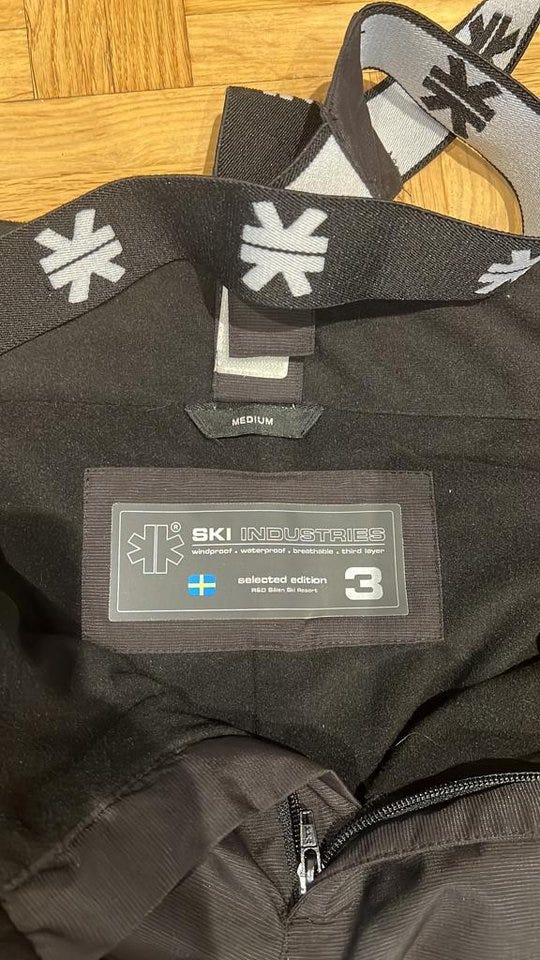 MEDIUM
® SKI INDUSTRIES
windproof . waterproof . breathable . third layer
selected edition 3
R&D Sälen Ski Resort